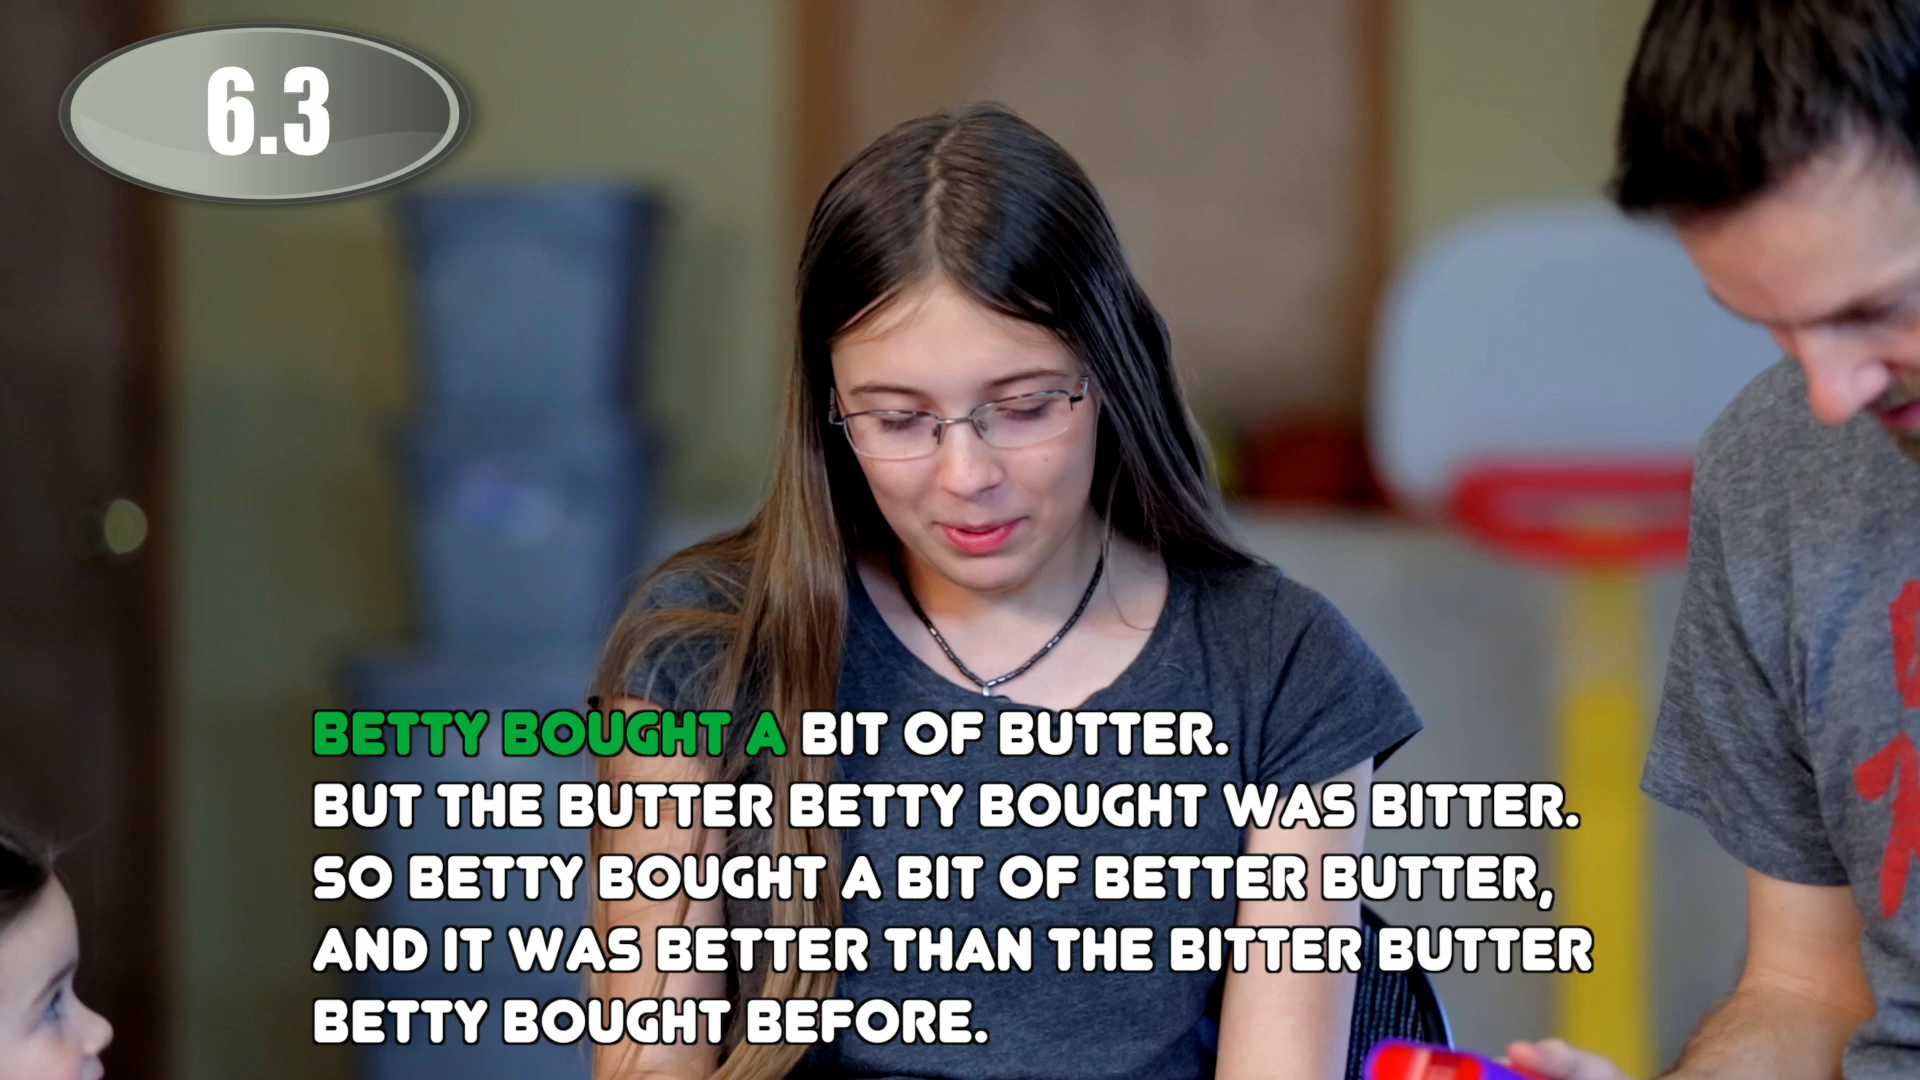 6.3
BETTY BOUGHT A BIT OF BUTTER.
BUT THE BUTTER BETTY BOUGHT WAS BITTER.
SO BETTY BOUGHT A BIT OF BETTER BUTTER,
AND IT WAS BETTER THAN THE BITTER BUTTER
BETTY BOUGHT BEFORE.